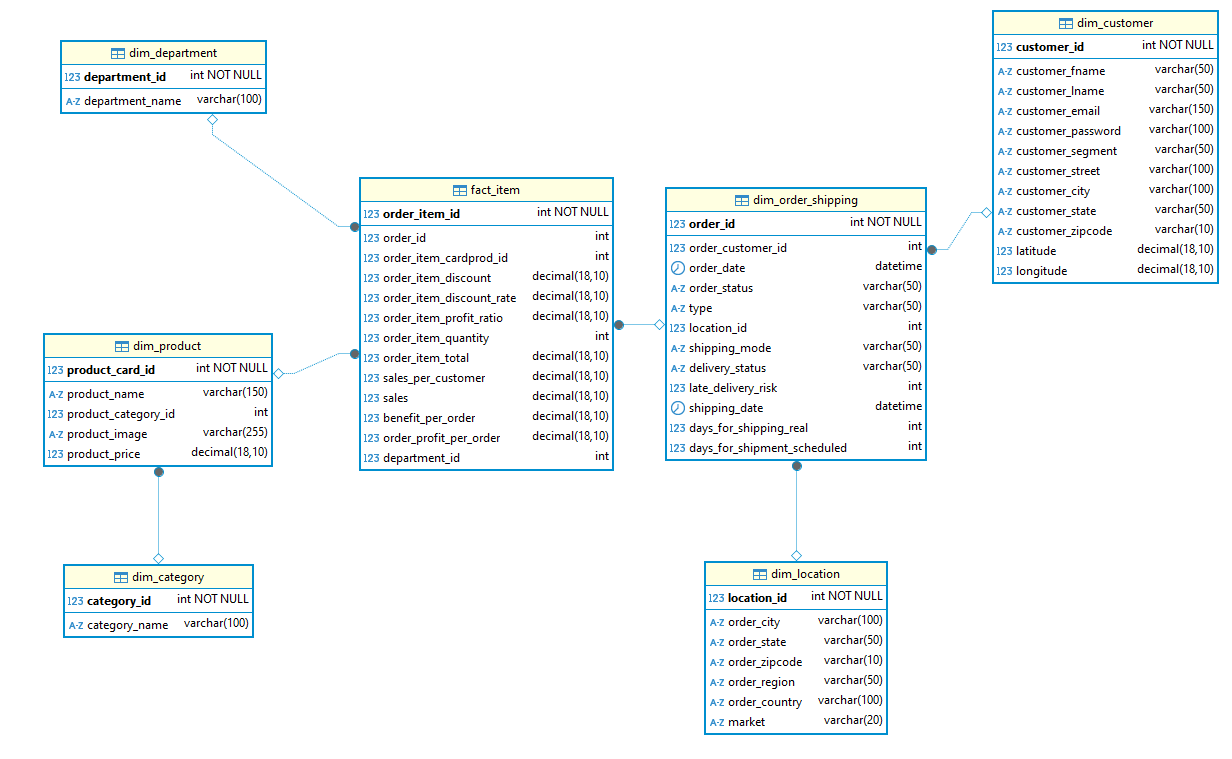 dim_department
123 department_id int NOT NULL
A-Z department_name varchar(100)
dim_product
123 product_card_id int NOT NULL
A-Z product_name varchar(150)
123 product_category_id int
A-Z product_image varchar(255)
123 product_price decimal(18,10)
dim_category
123 category_id int NOT NULL
A-Z category_name varchar(100)
fact_item
123 order_item_id int NOT NULL
123 order_id int
123 order_item_cardprod_id int
123 order_item_discount decimal(18,10)
123 order_item_discount_rate decimal(18,10)
123 order_item_profit_ratio decimal(18,10)
123 order_item_quantity int
123 order_item_total decimal(18,10)
123 sales_per_customer decimal(18,10)
123 sales decimal(18,10)
123 benefit_per_order decimal(18,10)
123 order_profit_per_order decimal(18,10)
123 department_id int
dim_order_shipping
123 order_id int NOT NULL
123 order_customer_id int
order_date datetime
A-Z order_status varchar(50)
A-Z type varchar(50)
123 location_id int
A-Z shipping_mode varchar(50)
A-Z delivery_status varchar(50)
123 late_delivery_risk int
shipping_date datetime
123 days_for_shipping_real int
123 days_for_shipment_scheduled int
dim_location
123 location_id int NOT NULL
A-Z order_city varchar(100)
A-Z order_state varchar(50)
A-Z order_zipcode varchar(10)
A-Z order_region varchar(50)
A-Z order_country varchar(100)
A-Z market varchar(20)
dim_customer
123 customer_id int NOT NULL
A-Z customer_fname varchar(50)
A-Z customer_lname varchar(50)
A-Z customer_email varchar(150)
A-Z customer_password varchar(100)
A-Z customer_segment varchar(50)
A-Z customer_street varchar(100)
A-Z customer_city varchar(100)
A-Z customer_state varchar(50)
A-Z customer_zipcode varchar(10)
123 latitude decimal(18,10)
123 longitude decimal(18,10)